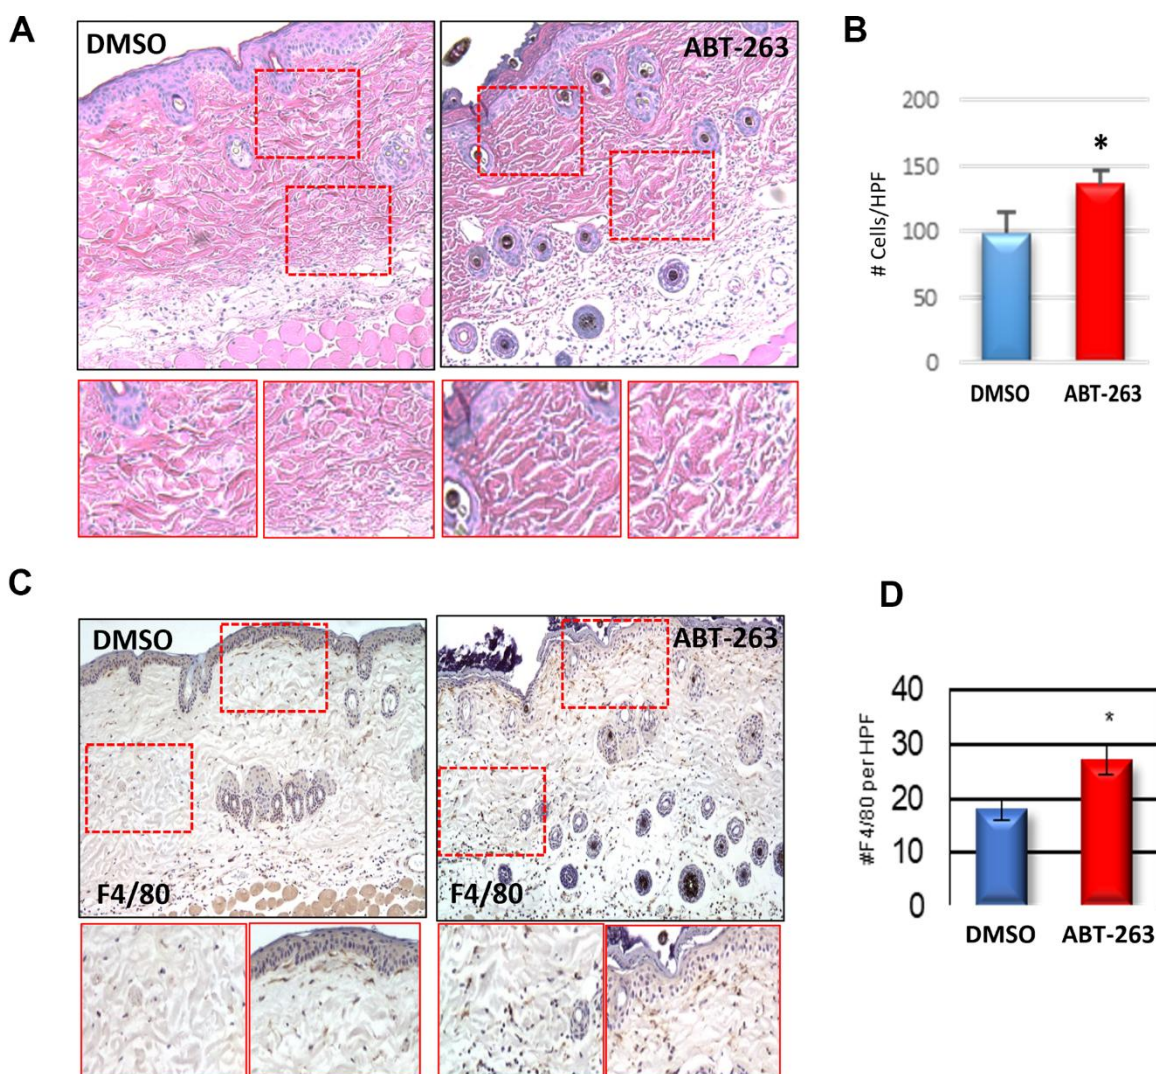 A
DMSO
ABT-263
B
# Cells/HPF
200
150
100
50
0
*
DMSO
ABT-263
C
DMSO
F4/80
ABT-263
F4/80
D
#F4/80 per HPF
40
30
20
10
0
*
DMSO
ABT-263